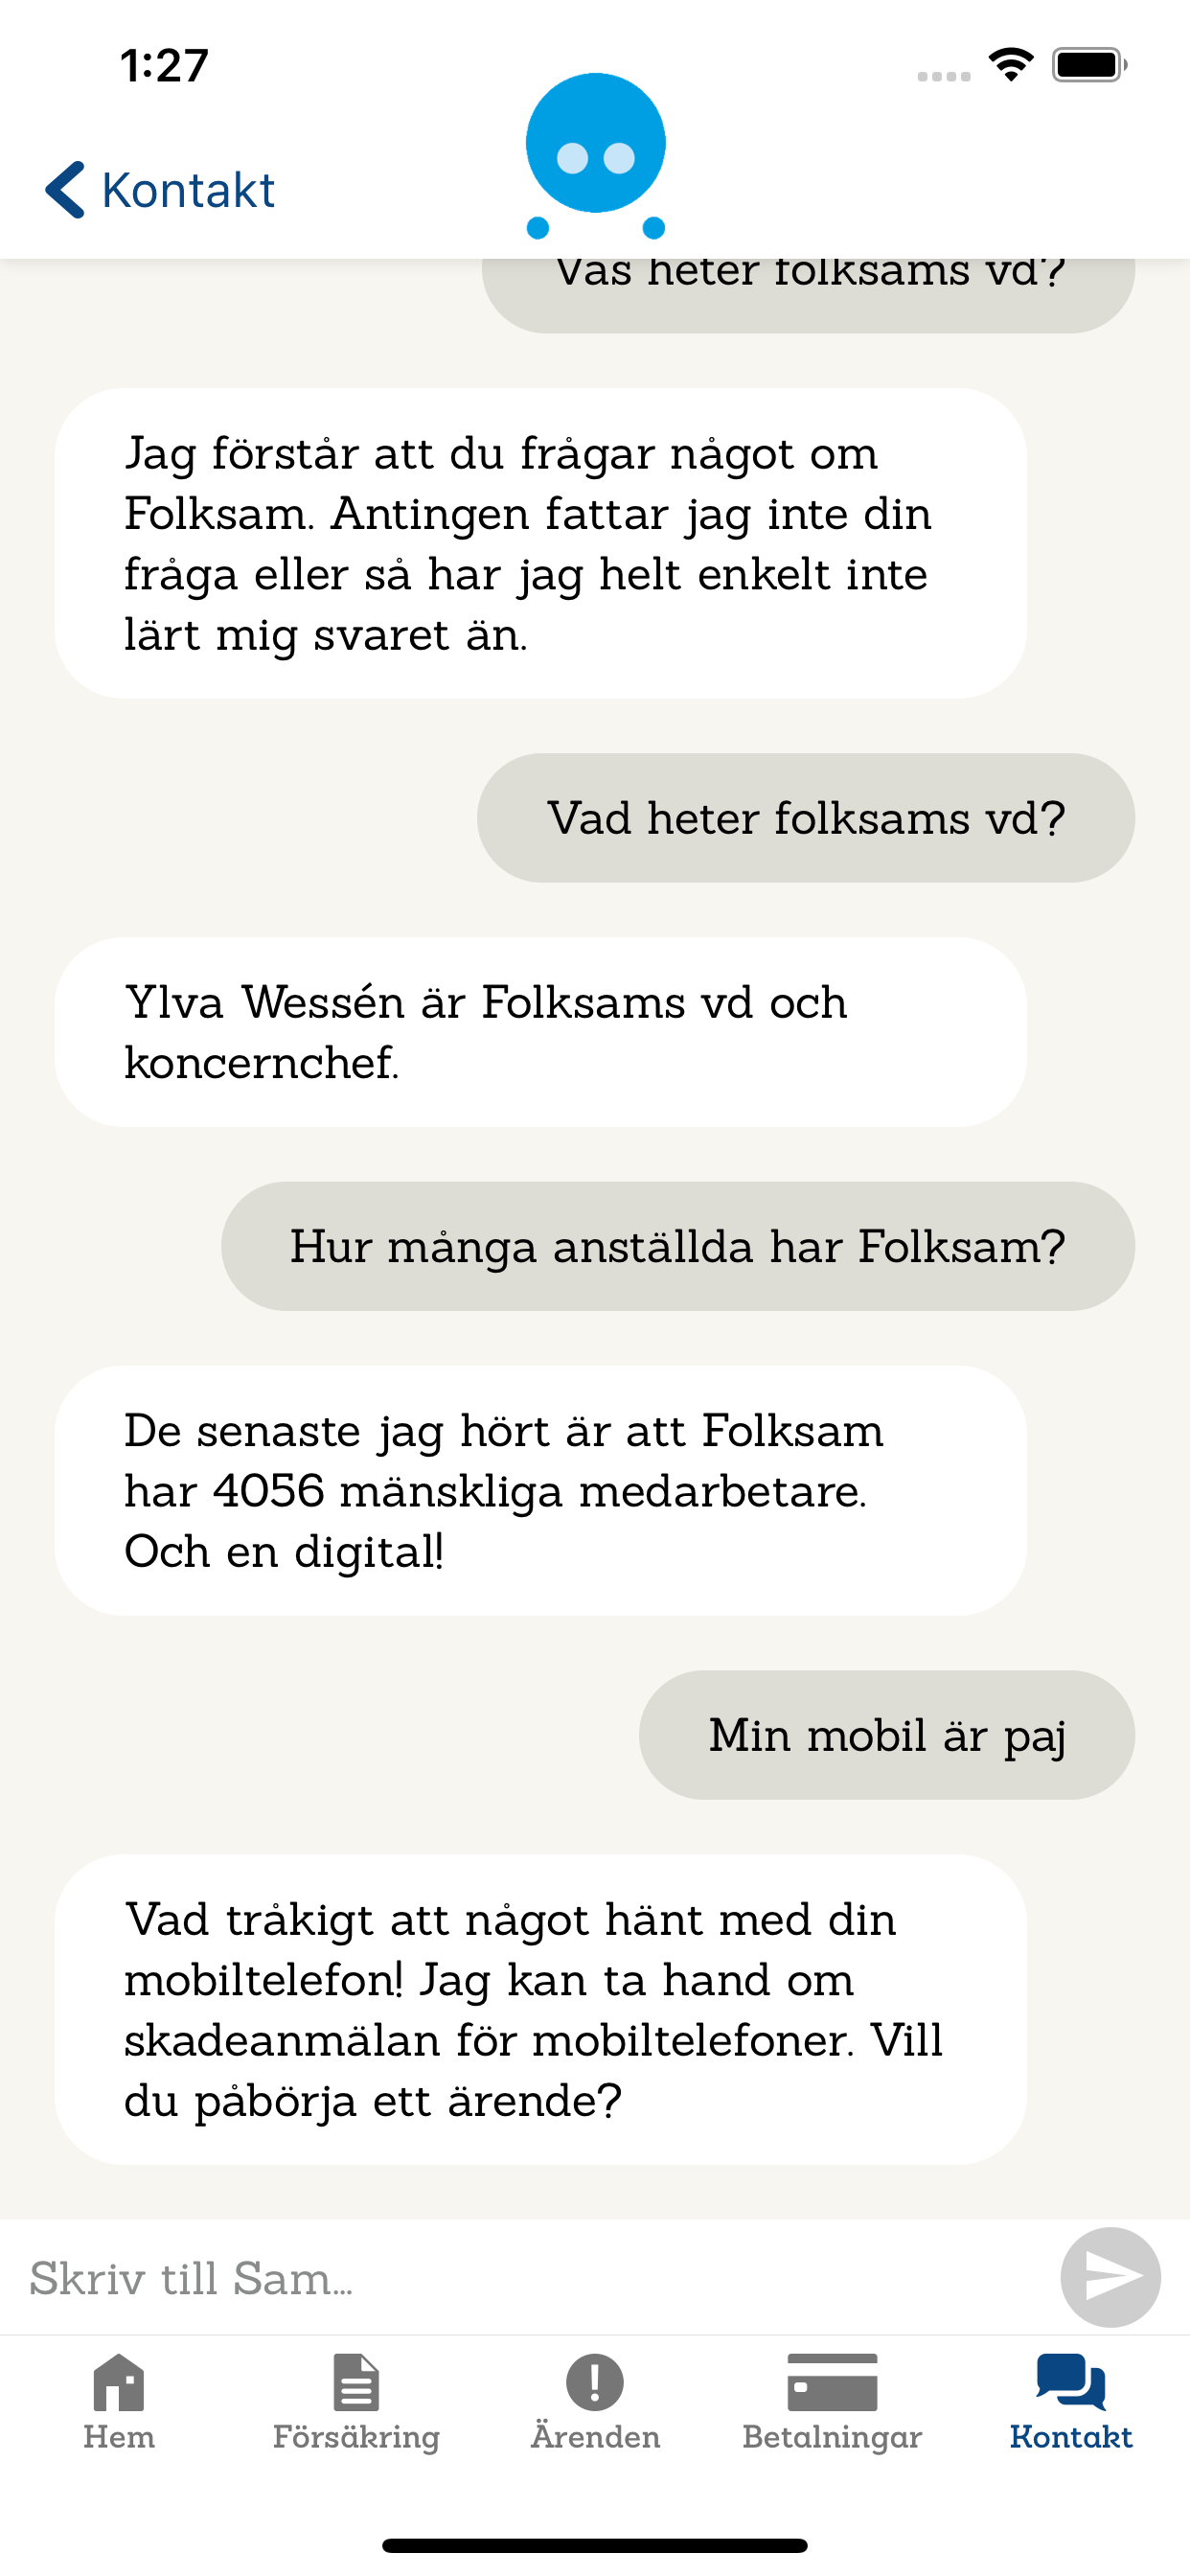 1:27
Kontakt
Vas heter folksams vd?
Jag förstår att du frågar något om
Folksam. Antingen fattar jag inte din
fråga eller så har jag helt enkelt inte
lärt mig svaret än.
Vad heter folksams vd?
Ylva Wessén är Folksams vd och
koncernchef.
Hur många anställda har Folksam?
De senaste jag hört är att Folksam
har 4056 mänskliga medarbetare.
Och en digital!
Min mobil är paj
Vad tråkigt att något hänt med din
mobiltelefon! Jag kan ta hand om
skadeanmälan för mobiltelefoner. Vill
du påbörja ett ärende?
Skriv till Sam...
Hem
Försäkring
Ärenden
Betalningar
Kontakt